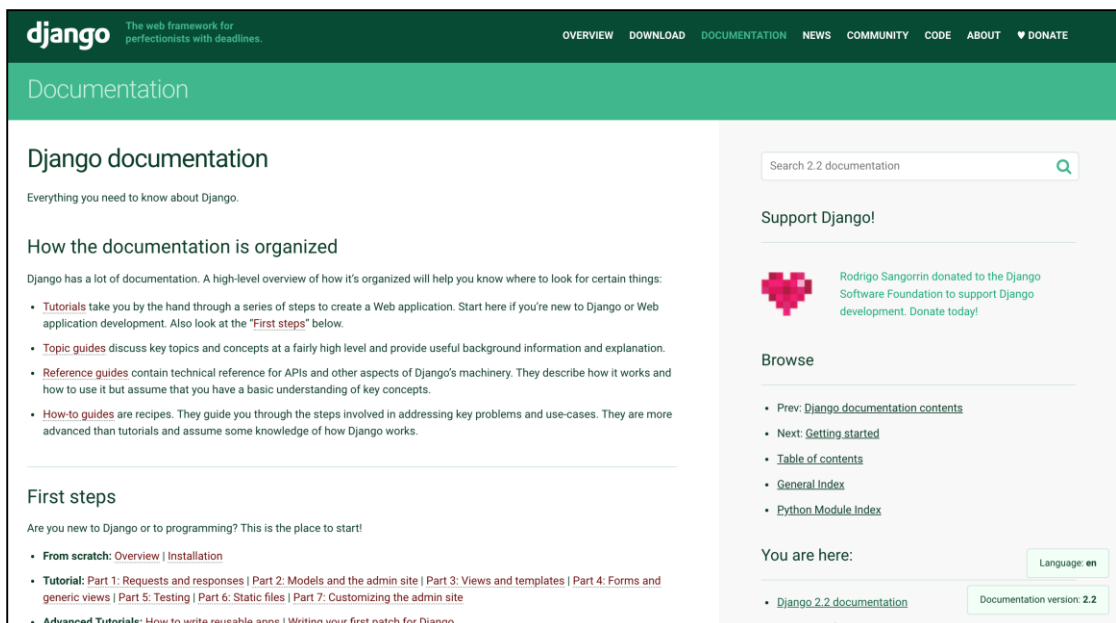 django
The web framework for
perfectionists with deadlines.
OVERVIEW DOWNLOAD DOCUMENTATION NEWS COMMUNITY CODE ABOUT ♥ DONATE
Documentation
Django documentation
Everything you need to know about Django.
How the documentation is organized
Django has a lot of documentation. A high-level overview of how it's organized will help you know where to look for certain things:
• Tutorials take you by the hand through a series of steps to create a Web application. Start here if you're new to Django or Web
application development. Also look at the "First steps" below.
• Topic guides discuss key topics and concepts at a fairly high level and provide useful background information and explanation.
• Reference guides contain technical reference for APIs and other aspects of Django's machinery. They describe how it works and
how to use it but assume that you have a basic understanding of key concepts.
• How-to guides are recipes. They guide you through the steps involved in addressing key problems and use-cases. They are more
advanced than tutorials and assume some knowledge of how Django works.
First steps
Are you new to Django or to programming? This is the place to start!
• From scratch: Overview | Installation
• Tutorial: Part 1: Requests and responses | Part 2: Models and the admin site | Part 3: Views and templates | Part 4: Forms and
generic views | Part 5: Testing | Part 6: Static files | Part 7: Customizing the admin site
• Advanced Tutorials: How to write reusable apps | Writing your first patch for Django
Search 2.2 documentation
Support Django!
Rodrigo Sangorrin donated to the Django
Software Foundation to support Django
development. Donate today!
Browse
• Prev: Django documentation contents
• Next: Getting started
• Table of contents
• General Index
• Python Module Index
You are here:
• Django 2.2 documentation
Language: en
Documentation version: 2.2